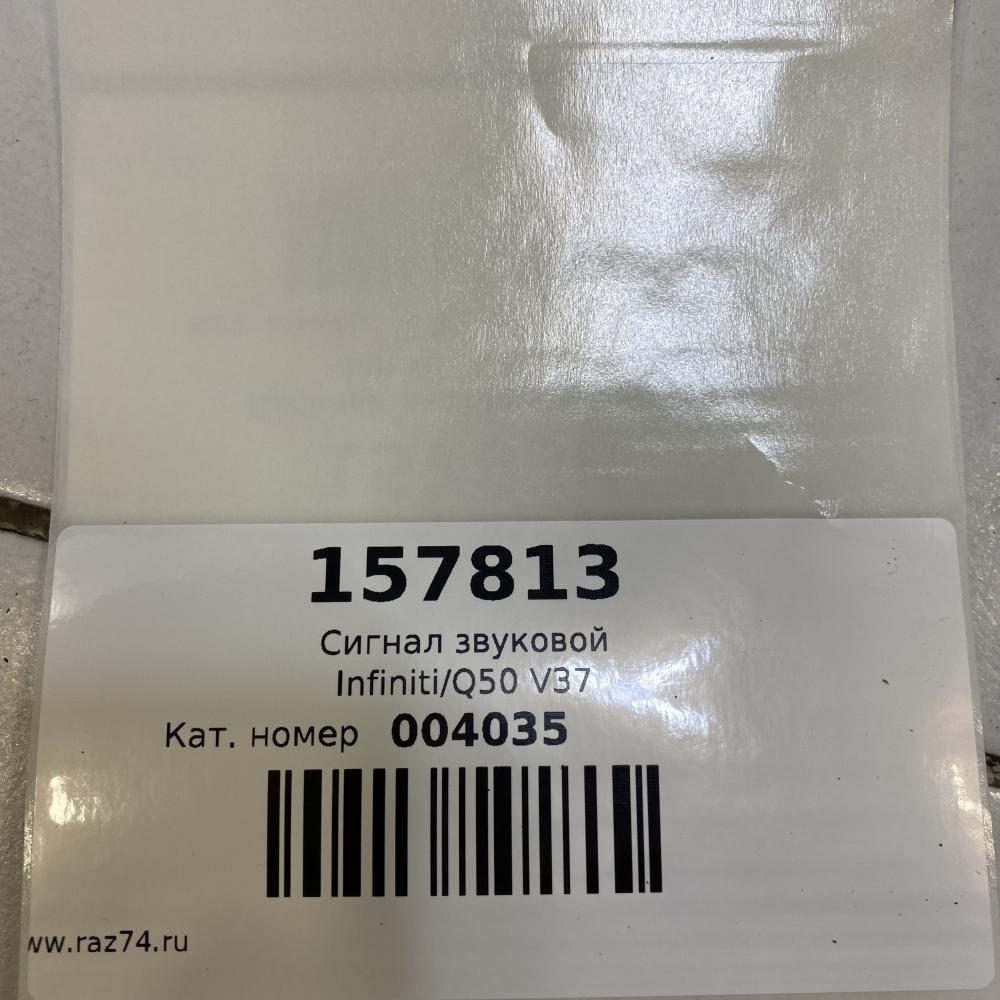 157813
Сигнал звуковой
Infiniti/Q50 V37
Кат. номер 004035
ww.raz74.ru